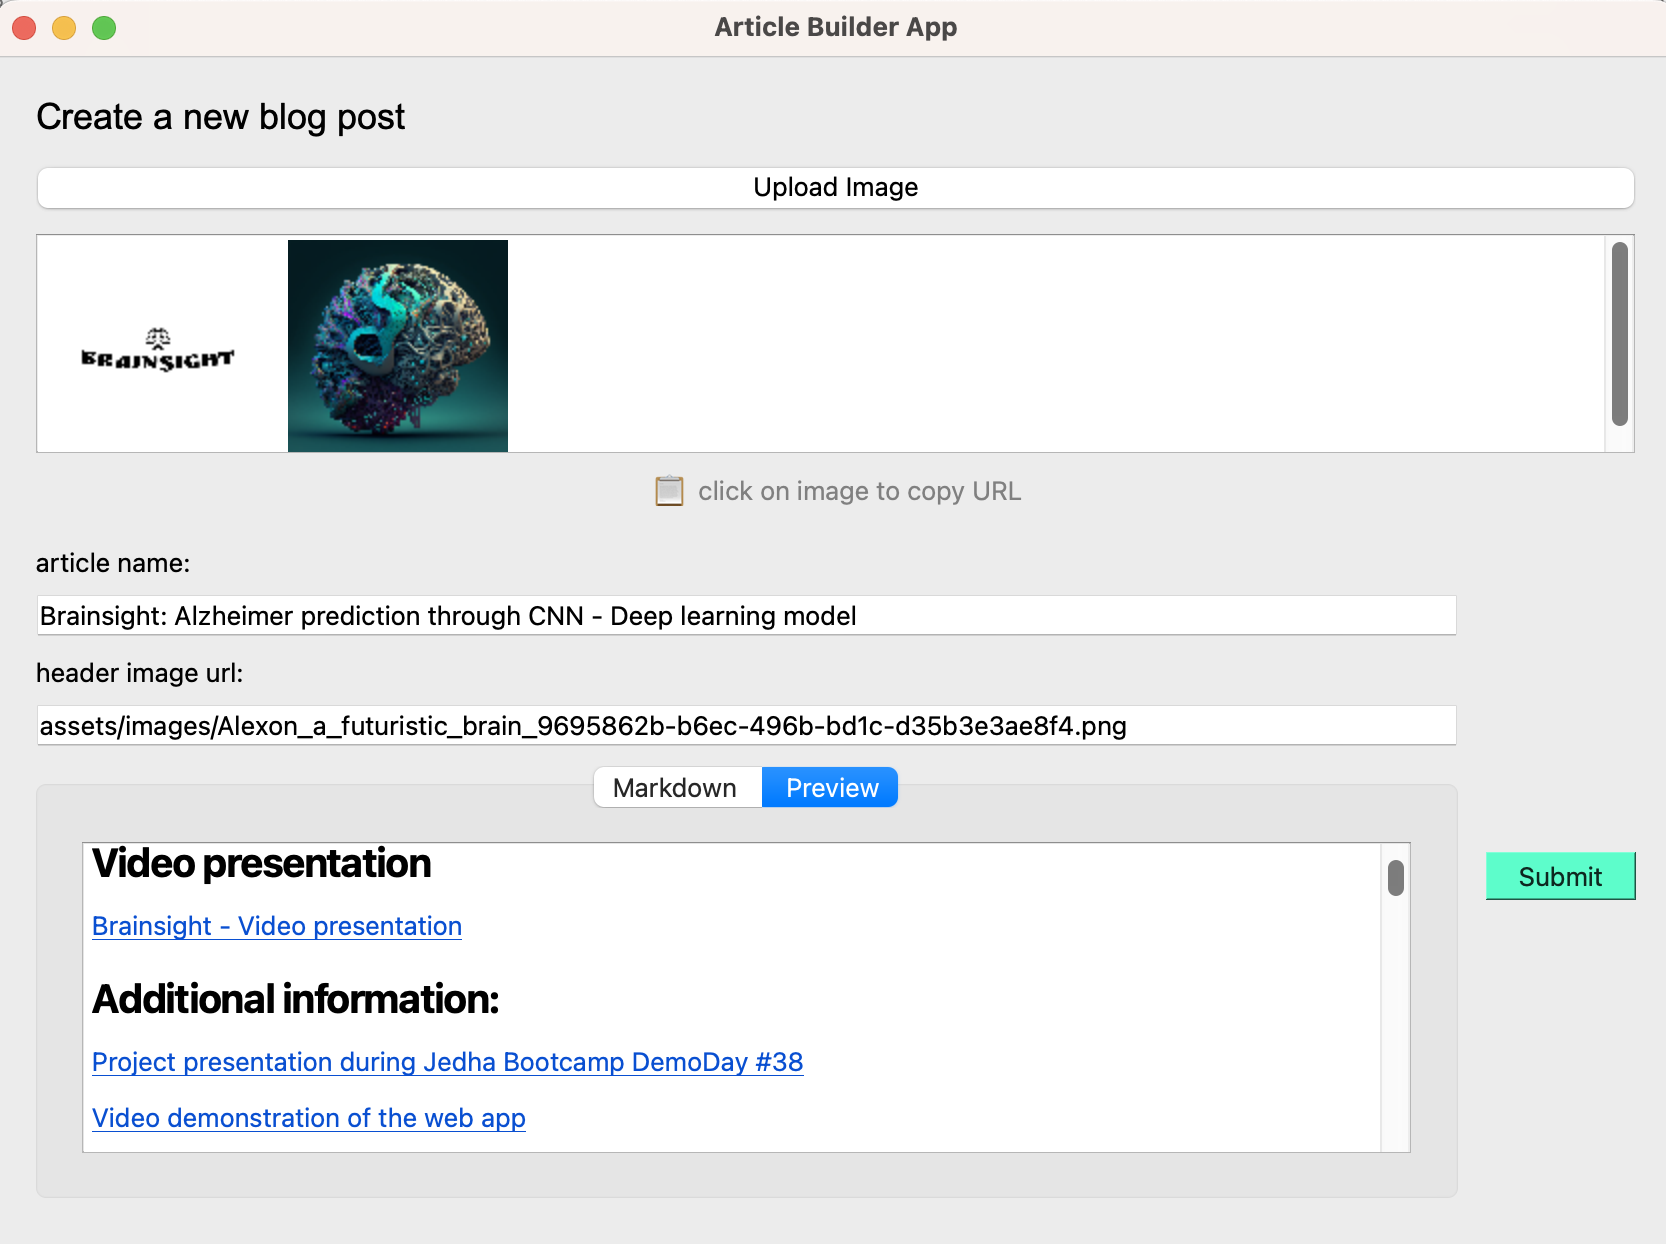 Article Builder App
Create a new blog post
Upload Image
BRAINSIGHT
click on image to copy URL
article name:
Brainsight: Alzheimer prediction through CNN - Deep learning model
header image url:
assets/images/Alexon_a_futuristic_brain_9695862b-b6ec-496b-bd1c-d35b3e3ae8f4.png
Markdown Preview
Video presentation
Submit
Brainsight - Video presentation
Additional information:
Project presentation during Jedha Bootcamp DemoDay #38
Video demonstration of the web app